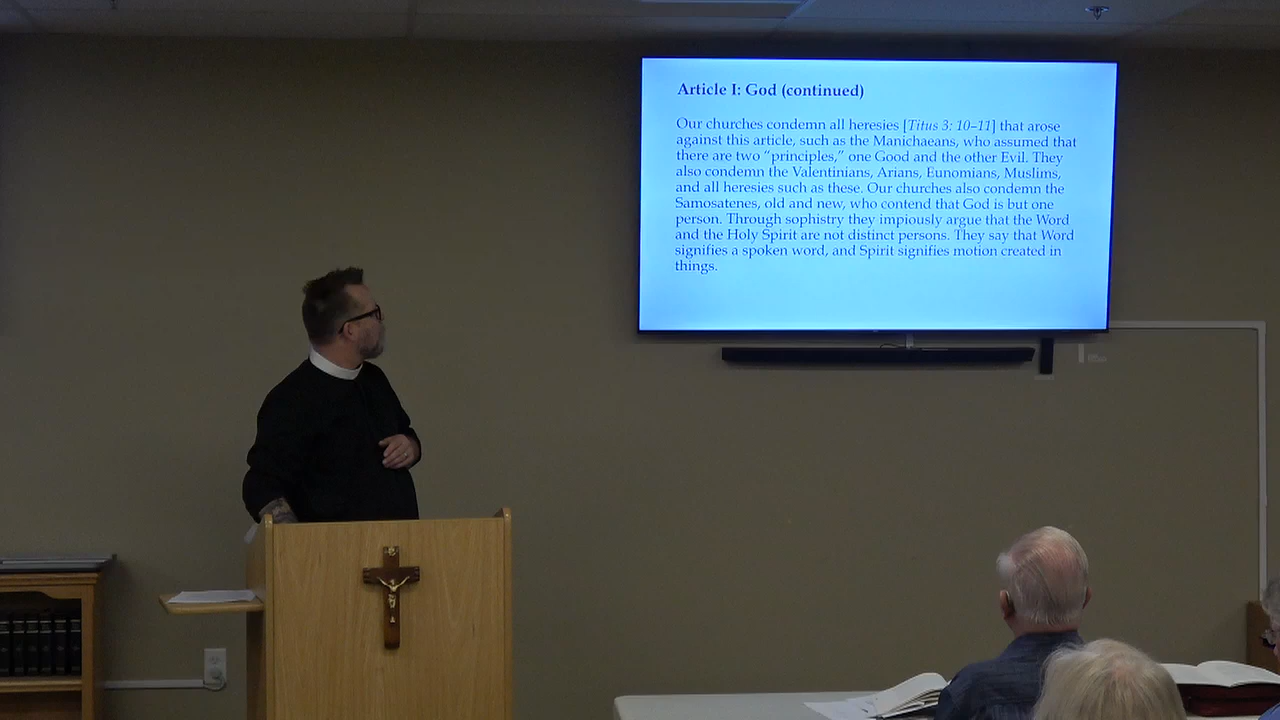 Article I: God (continued)
Our churches condemn all heresies [Titus 3: 10–11] that arose
against this article, such as the Manichaeans, who assumed that
there are two “principles,” one Good and the other Evil. They
also condemn the Valentinians, Arians, Eunomians, Muslims,
and all heresies such as these. Our churches also condemn the
Samosatenes, old and new, who contend that God is but one
person. Through sophistry they impiously argue that the Word
and the Holy Spirit are not distinct persons. They say that Word
signifies a spoken word, and Spirit signifies motion created in
things.